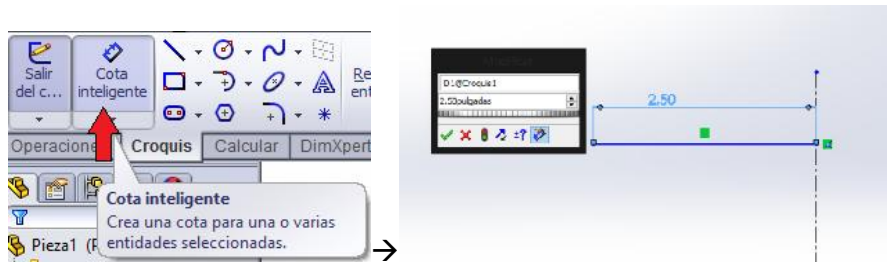 Salir
del c...
Cota
inteligente
Re
ent
Operacione
Croquis
Calcular
DimXpert
Cota inteligente
Crea una cota para una o varias
entidades seleccionadas.
Pieza1 (P
→
Modificar
D1@Croquis1
2.50pulgadas
2.50